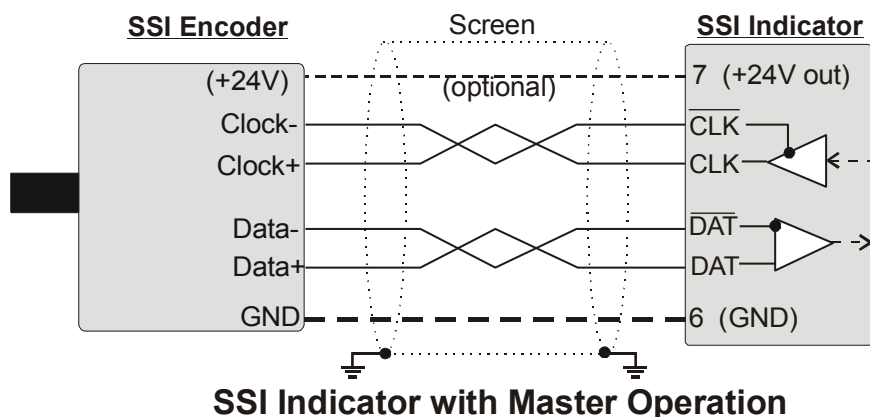 SSI Encoder
Screen
SSI Indicator
(+24V)
(optional)
7 (+24V out)
Clock-
CLK
Clock+
CLK
Data-
DAT
Data+
DAT
GND
6 (GND)
SSI Indicator with Master Operation